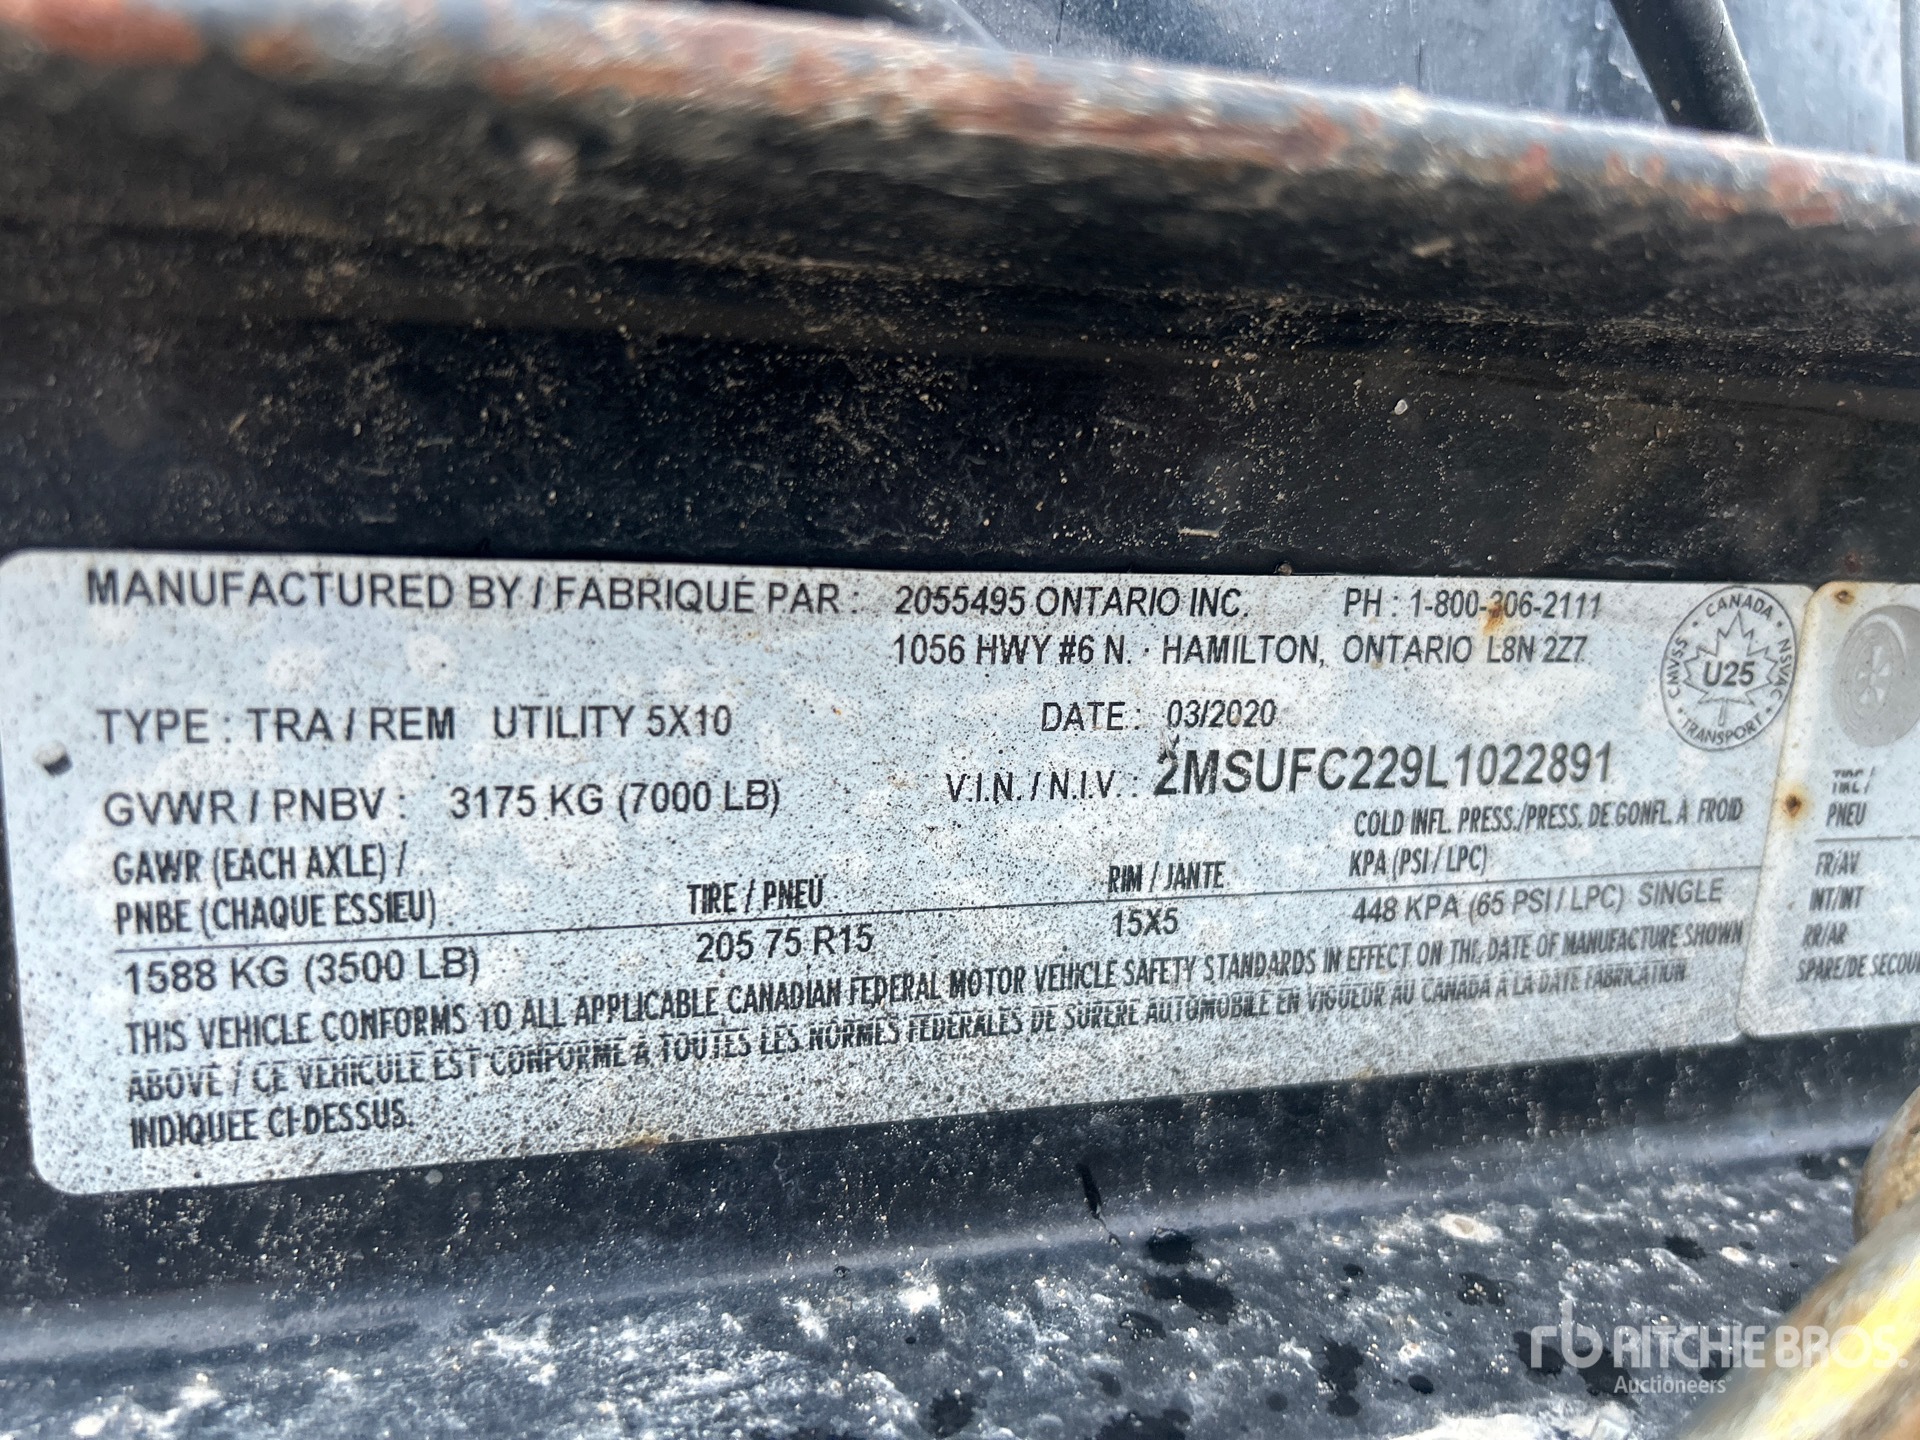 MANUFACTURED BY / FABRIQUÉ PAR : 2055495 ONTARIO INC. PH : 1-800-306-2111
1056 HWY #6 N. · HAMILTON, ONTARIO L8N 2Z7
CANADA · NSVAC · TRANSPORT · CMVSS
U25
TYPE : TRA / REM UTILITY 5X10 DATE : 03/2020
GVWR / PNBV : 3175 KG (7000 LB) V.I.N. / N.I.V. : 2MSUFC229L1022891
GAWR (EACH AXLE) /
PNBE (CHAQUE ESSIEU) TIRE / PNEU RIM / JANTE COLD INFL. PRESS./PRESS. DE GONFL. À FROID
KPA (PSI / LPC)
1588 KG (3500 LB) 205 75 R15 15X5 448 KPA (65 PSI / LPC) SINGLE
THIS VEHICLE CONFORMS TO ALL APPLICABLE CANADIAN FEDERAL MOTOR VEHICLE SAFETY STANDARDS IN EFFECT ON THE DATE OF MANUFACTURE SHOWN
ABOVE / CE VEHICULE EST CONFORME A TOUTES LES NORMES FEDERALES DE SURERE AUTOMOBILE EN VIGUEUR AU CANADA A LA DATE FABRICATION
INDIQUEE CI-DESSUS.
TIRE /
PNEU
FR/AV
INT/INT
RR/AR
SPARE/DE SECOU
rb RITCHIE BROS.
Auctioneers